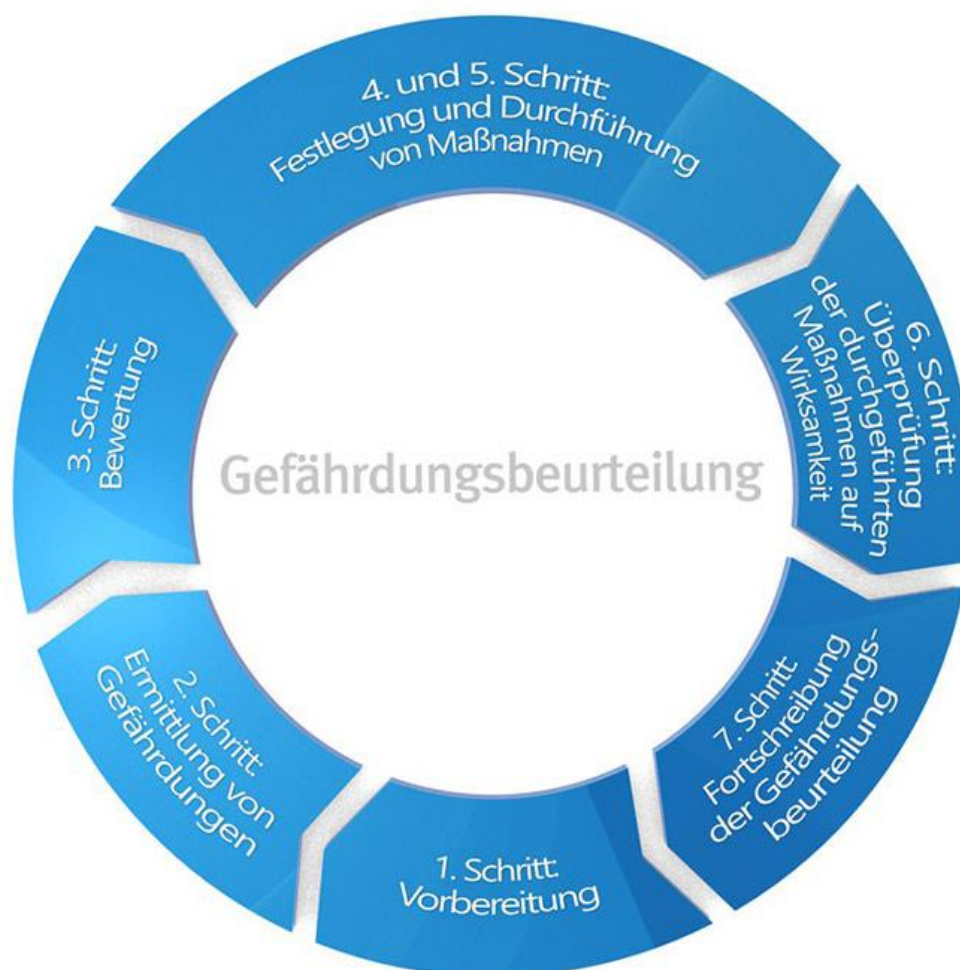 4. und 5. Schritt:
Festlegung und Durchführung
von Maßnahmen
6. Schritt:
Überprüfung
der durchgeführten
Maßnahmen auf
Wirksamkeit
7. Schritt:
Fortschreibung
der Gefährdungs-
beurteilung
1. Schritt:
Vorbereitung
2. Schritt:
Ermittlung von
Gefährdungen
3. Schritt:
Bewertung
Gefährdungsbeurteilung